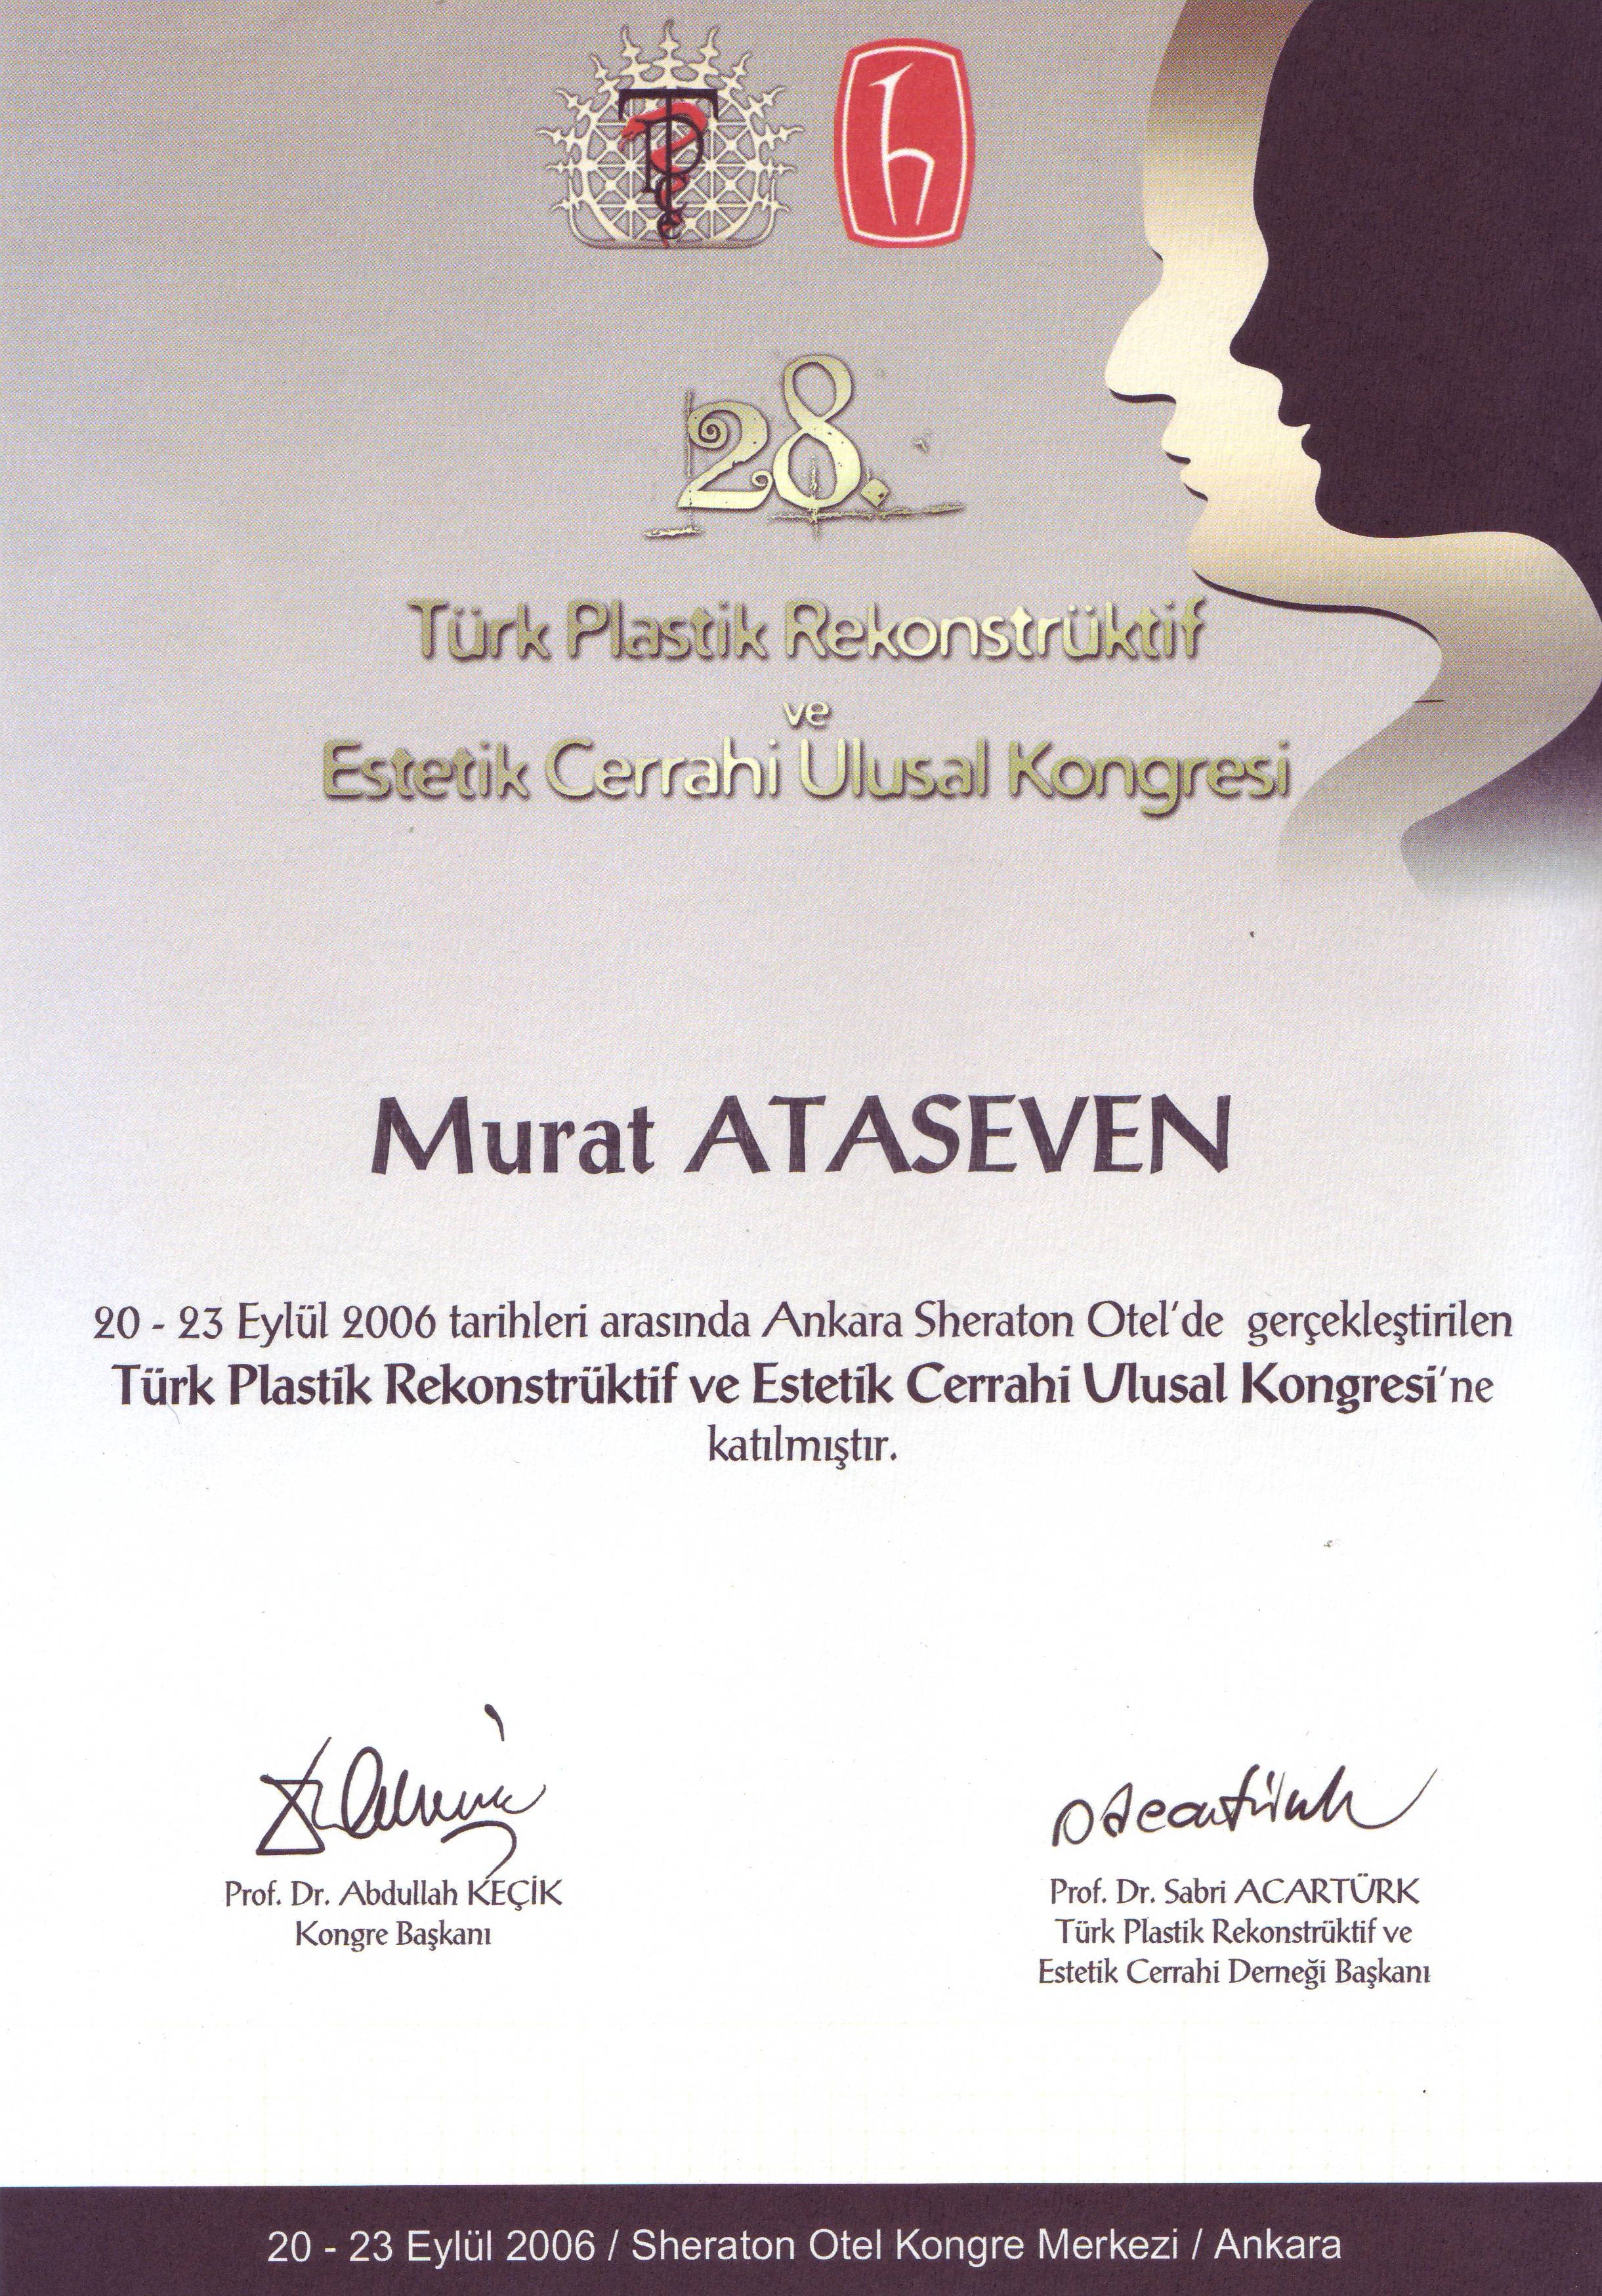 28.
Türk Plastik Rekonstrüktif
ve
Estetik Cerrahi Ulusal Kongresi
Murat ATASEVEN
20 - 23 Eylül 2006 tarihleri arasında Ankara Sheraton Otel'de gerçekleştirilen
Türk Plastik Rekonstrüktif ve Estetik Cerrahi Ulusal Kongresi'ne
katılmıştır.
Prof. Dr. Abdullah KEÇİK
Kongre Başkanı
Prof. Dr. Sabri ACARTÜRK
Türk Plastik Rekonstrüktif ve
Estetik Cerrahi Derneği Başkanı
20 - 23 Eylül 2006 / Sheraton Otel Kongre Merkezi / Ankara